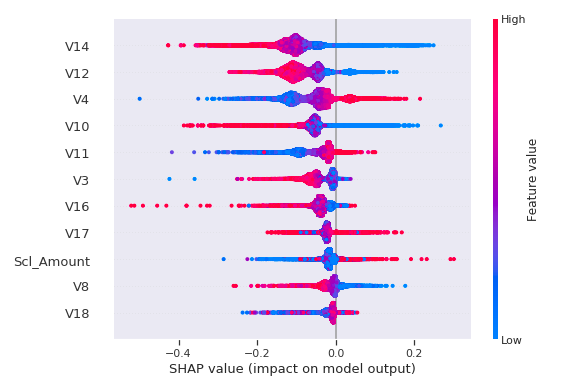 V14
V12
V4
V10
V11
V3
V16
V17
Scl_Amount
V8
V18
−0.4 −0.2 0.0 0.2
SHAP value (impact on model output)
High
Feature value
Low